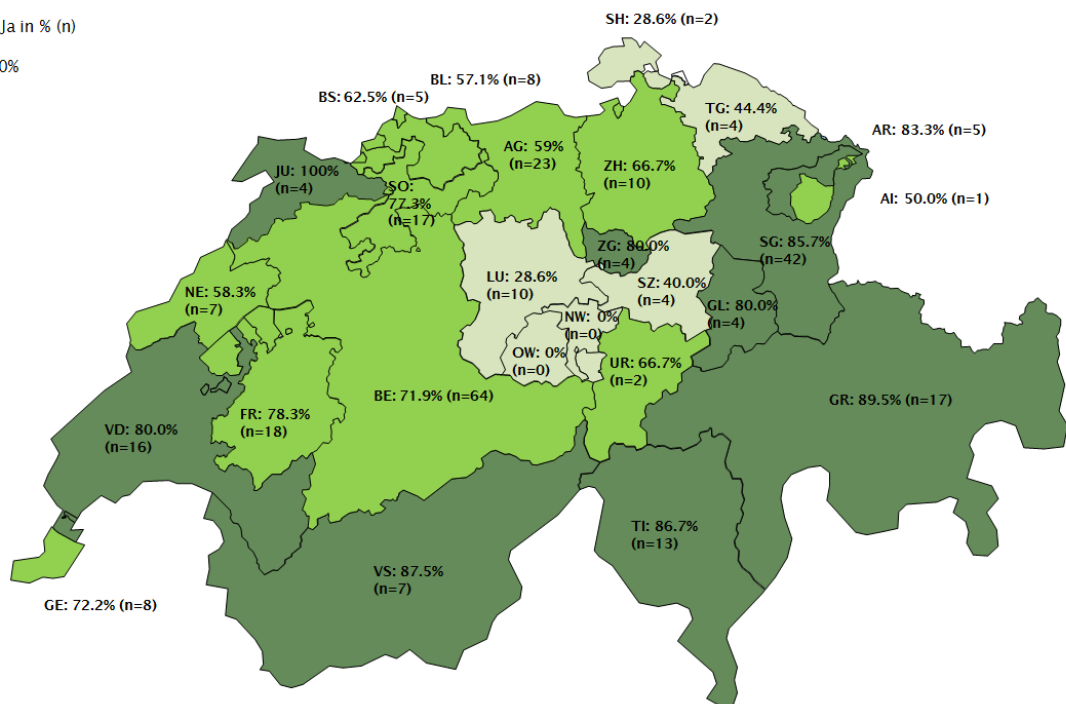 Ja in % (n)
0%
SH: 28.6% (n=2)
BL: 57.1% (n=8)
BS: 62.5% (n=5)
TG: 44.4%
(n=4)
AR: 83.3% (n=5)
AG: 59%
(n=23)
ZH: 66.7%
(n=10)
JU: 100%
(n=4)
SO:
77.3%
(n=17)
AI: 50.0% (n=1)
ZG: 80.0%
(n=4)
SG: 85.7%
(n=42)
LU: 28.6%
(n=10)
SZ: 40.0%
(n=4)
NE: 58.3%
(n=7)
GL: 80.0%
(n=4)
NW: 0%
(n=0)
OW: 0%
(n=0)
UR: 66.7%
(n=2)
BE: 71.9% (n=64)
GR: 89.5% (n=17)
FR: 78.3%
(n=18)
VD: 80.0%
(n=16)
TI: 86.7%
(n=13)
VS: 87.5%
(n=7)
GE: 72.2% (n=8)